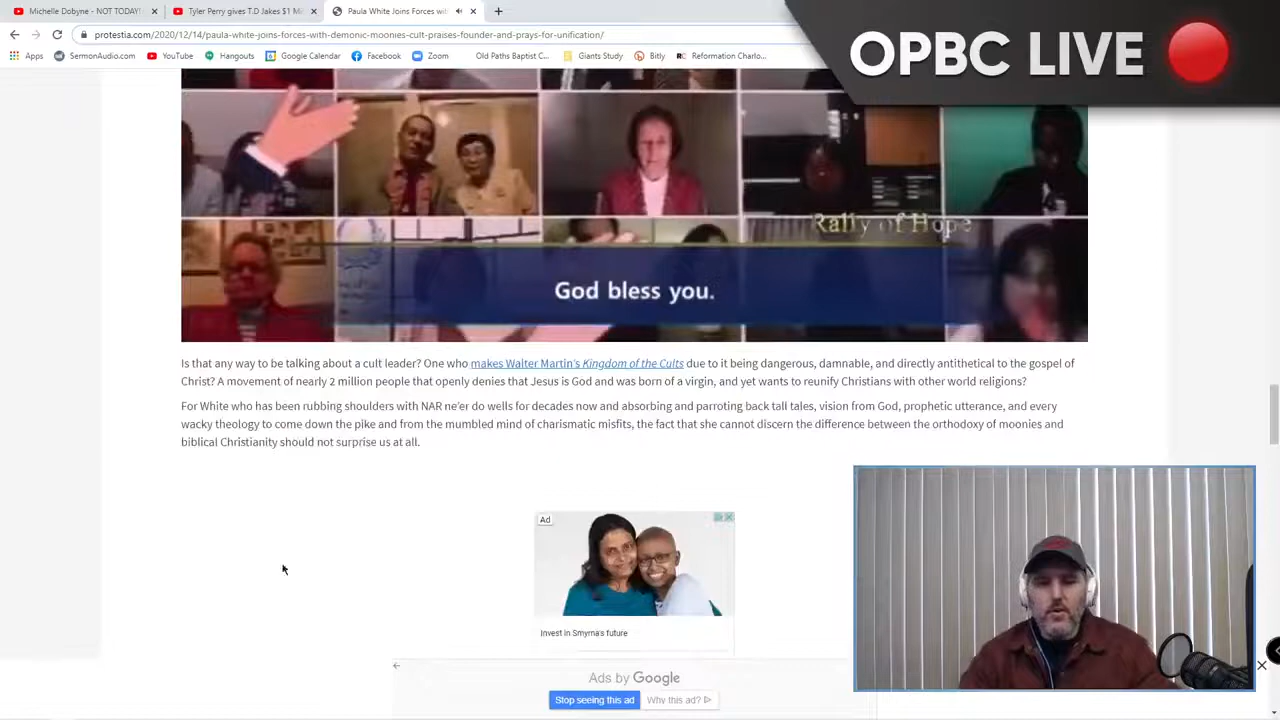 Michelle Dobyne - NOT TODAY!
Tyler Perry gives T.D Jakes $1 Mi
Paula White Joins Forces wit
protestia.com/2020/12/14/paula-white-joins-forces-with-demonic-moonies-cult-praises-founder-and-prays-for-unification/
OPBC LIVE
Apps
SermonAudio.com
YouTube
Hangouts
Google Calendar
Facebook
Zoom
Old Paths Baptist C...
Giants Study
Bitly
Reformation Charlo...
Rally of Hope
God bless you.
Is that any way to be talking about a cult leader? One who makes Walter Martin's Kingdom of the Cults due to it being dangerous, damnable, and directly antithetical to the gospel of
Christ? A movement of nearly 2 million people that openly denies that Jesus is God and was born of a virgin, and yet wants to reunify Christians with other world religions?
For White who has been rubbing shoulders with NAR ne'er do wells for decades now and absorbing and parroting back tall tales, vision from God, prophetic utterance, and every
wacky theology to come down the pike and from the mumbled mind of charismatic misfits, the fact that she cannot discern the difference between the orthodoxy of moonies and
biblical Christianity should not surprise us at all.
Ad
Invest in Smyrna's future
Ads by Google
Stop seeing this ad
Why this ad?